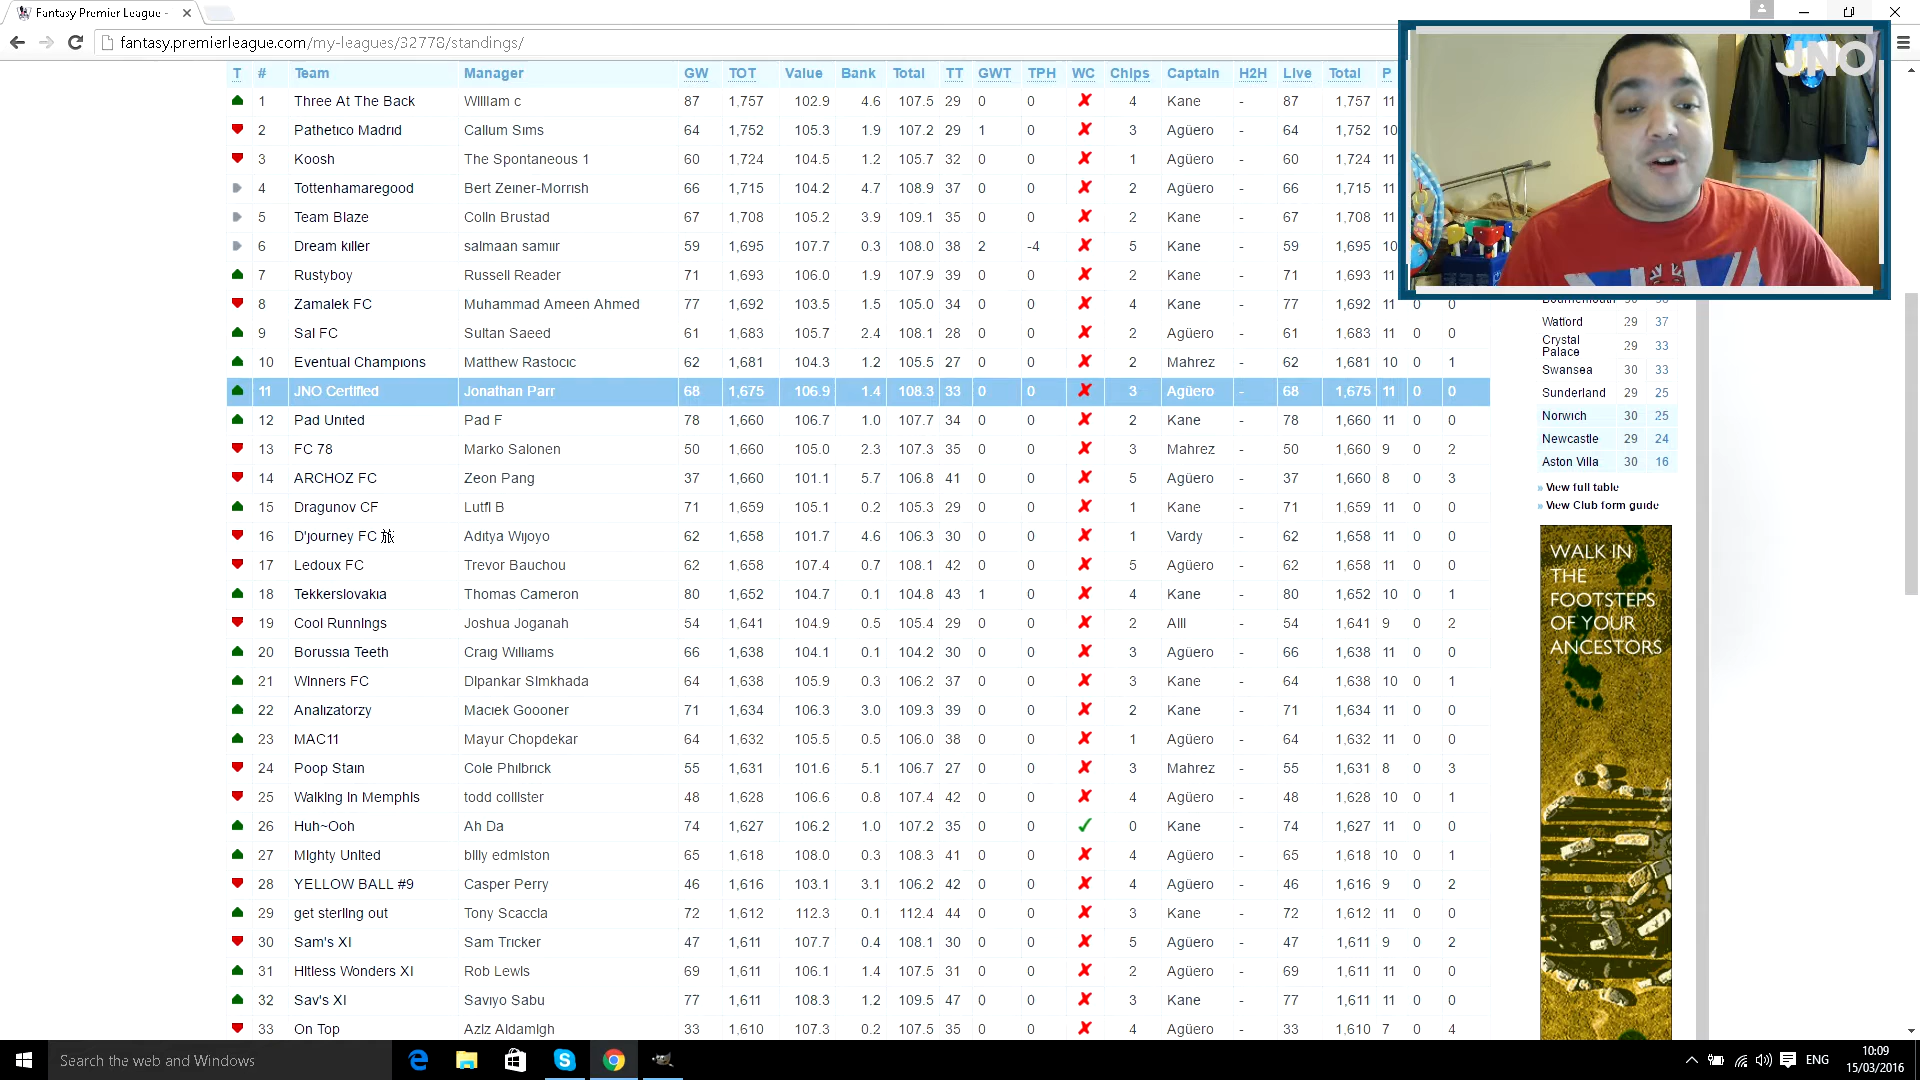 Fantasy Premier League -
fantasy.premierleague.com/my-leagues/32778/standings/
JNO
T # Team Manager GW TOT Value Bank Total TT GWT TPH WC Chips Captain H2H Live Total P
1 Three At The Back William c 87 1,757 102.9 4.6 107.5 29 0 0 ✘ 4 Kane - 87 1,757 11
2 Pathetico Madrid Callum Sims 64 1,752 105.3 1.9 107.2 29 1 0 ✘ 3 Agüero - 64 1,752 10
3 Koosh The Spontaneous 1 60 1,724 104.5 1.2 105.7 32 0 0 ✘ 1 Agüero - 60 1,724 11
4 Tottenhamaregood Bert Zeiner-Morrish 66 1,715 104.2 4.7 108.9 37 0 0 ✘ 2 Agüero - 66 1,715 11
5 Team Blaze Colin Brustad 67 1,708 105.2 3.9 109.1 35 0 0 ✘ 2 Kane - 67 1,708 11
6 Dream killer salmaan samiir 59 1,695 107.7 0.3 108.0 38 2 -4 ✘ 5 Kane - 59 1,695 10
7 Rustyboy Russell Reader 71 1,693 106.0 1.9 107.9 39 0 0 ✘ 2 Kane - 71 1,693 11
8 Zamalek FC Muhammad Ameen Ahmed 77 1,692 103.5 1.5 105.0 34 0 0 ✘ 4 Kane - 77 1,692 11 0 0
9 Sal FC Sultan Saeed 61 1,683 105.7 2.4 108.1 28 0 0 ✘ 2 Agüero - 61 1,683 11 0 0
10 Eventual Champions Matthew Rastocic 62 1,681 104.3 1.2 105.5 27 0 0 ✘ 2 Mahrez - 62 1,681 10 0 1
11 JNO Certified Jonathan Parr 68 1,675 106.9 1.4 108.3 33 0 0 ✘ 3 Agüero - 68 1,675 11 0 0
12 Pad United Pad F 78 1,660 106.7 1.0 107.7 34 0 0 ✘ 2 Kane - 78 1,660 11 0 0
13 FC 78 Marko Salonen 50 1,660 105.0 2.3 107.3 35 0 0 ✘ 3 Mahrez - 50 1,660 9 0 2
14 ARCHOZ FC Zeon Pang 37 1,660 101.1 5.7 106.8 41 0 0 ✘ 5 Agüero - 37 1,660 8 0 3
15 Dragunov CF Lutfi B 71 1,659 105.1 0.2 105.3 29 0 0 ✘ 1 Kane - 71 1,659 11 0 0
16 D'journey FC 旅 Aditya Wijoyo 62 1,658 101.7 4.6 106.3 30 0 0 ✘ 1 Vardy - 62 1,658 11 0 0
17 Ledoux FC Trevor Bauchou 62 1,658 107.4 0.7 108.1 42 0 0 ✘ 5 Agüero - 62 1,658 11 0 0
18 Tekkerslovakia Thomas Cameron 80 1,652 104.7 0.1 104.8 43 1 0 ✘ 4 Kane - 80 1,652 10 0 1
19 Cool Runnings Joshua Joganah 54 1,641 104.9 0.5 105.4 29 0 0 ✘ 2 Alli - 54 1,641 9 0 2
20 Borussia Teeth Craig Williams 66 1,638 104.1 0.1 104.2 30 0 0 ✘ 3 Agüero - 66 1,638 11 0 0
21 Winners FC Dipankar Simkhada 64 1,638 105.9 0.3 106.2 37 0 0 ✘ 3 Kane - 64 1,638 10 0 1
22 Analizatorzy Maciek Goooner 71 1,634 106.3 3.0 109.3 39 0 0 ✘ 2 Kane - 71 1,634 11 0 0
23 MAC11 Mayur Chopdekar 64 1,632 105.5 0.5 106.0 38 0 0 ✘ 1 Agüero - 64 1,632 11 0 0
24 Poop Stain Cole Philbrick 55 1,631 101.6 5.1 106.7 27 0 0 ✘ 3 Mahrez - 55 1,631 8 0 3
25 Walking in Memphis todd collister 48 1,628 106.6 0.8 107.4 42 0 0 ✘ 4 Agüero - 48 1,628 10 0 1
26 Huh~Ooh Ah Da 74 1,627 106.2 1.0 107.2 35 0 0 ✓ 0 Kane - 74 1,627 11 0 0
27 Mighty United billy edmiston 65 1,618 108.0 0.3 108.3 41 0 0 ✘ 4 Agüero - 65 1,618 10 0 1
28 YELLOW BALL #9 Casper Perry 46 1,616 103.1 3.1 106.2 42 0 0 ✘ 4 Agüero - 46 1,616 9 0 2
29 get sterling out Tony Scaccia 72 1,612 112.3 0.1 112.4 44 0 0 ✘ 3 Kane - 72 1,612 11 0 0
30 Sam's XI Sam Tricker 47 1,611 107.7 0.4 108.1 30 0 0 ✘ 5 Agüero - 47 1,611 9 0 2
31 Hitless Wonders XI Rob Lewis 69 1,611 106.1 1.4 107.5 31 0 0 ✘ 2 Agüero - 69 1,611 11 0 0
32 Sav's XI Saviyo Sabu 77 1,611 108.3 1.2 109.5 47 0 0 ✘ 3 Kane - 77 1,611 11 0 0
33 On Top Aziz Aldamigh 33 1,610 107.3 0.2 107.5 35 0 0 ✘ 4 Agüero - 33 1,610 7 0 4
Watford 29 37
Crystal
Palace 29 33
Swansea 30 33
Sunderland 29 25
Norwich 30 25
Newcastle 29 24
Aston Villa 30 16
» View full table
» View Club form guide
WALK IN
THE
FOOTSTEPS
OF YOUR
ANCESTORS
Search the web and Windows
ENG
10:09
15/03/2016